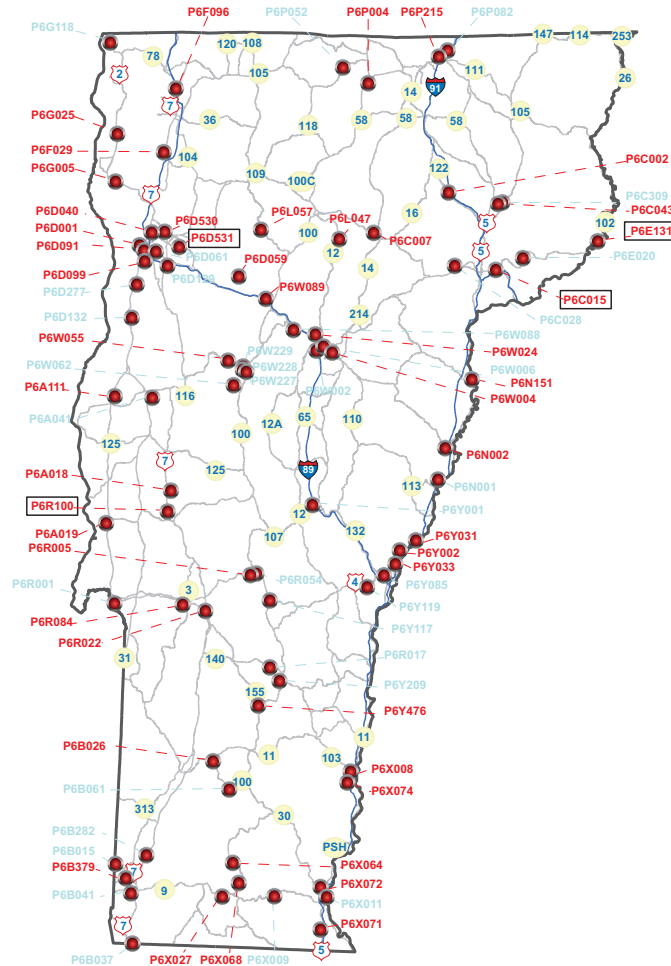 P6F096
P6P052
P6P004
P6P215
P6P082
P6G118
120
108
147
114
253
78
2
105
111
26
7
91
14
P6G025
36
118
58
58
58
105
P6F029
104
P6G005
109
100C
122
P6C002
7
P6D040
P6D530
P6L057
16
P6C309
P6D001
P6D531
P6L047
5
P6C043
102
P6D091
100
P6C007
P6E131
P6D061
12
5
P6D099
P6D129
P6D059
14
P6E020
P6D277
P6W089
P6C015
P6D132
214
P6C028
P6W055
P6W088
P6W229
P6W024
P6W062
P6W228
P6W006
P6W227
P6N151
P6A111
116
P6W002
P6W004
P6A041
65
110
12A
125
100
P6N002
7
89
P6A018
125
113
P6N001
P6R100
12
P6Y001
P6A019
107
132
P6Y031
P6R005
P6Y002
P6R054
P6Y033
P6R001
4
P6Y085
3
P6Y119
P6R084
P6Y117
P6R022
31
140
P6R017
P6Y209
155
P6Y476
11
P6B026
11
103
P6X008
P6B061
100
P6X074
313
30
P6B282
PSH
P6B015
7
P6X064
P6B379
P6X072
P6B041
9
P6X011
7
P6X071
P6B037
P6X027
P6X068
P6X009
5